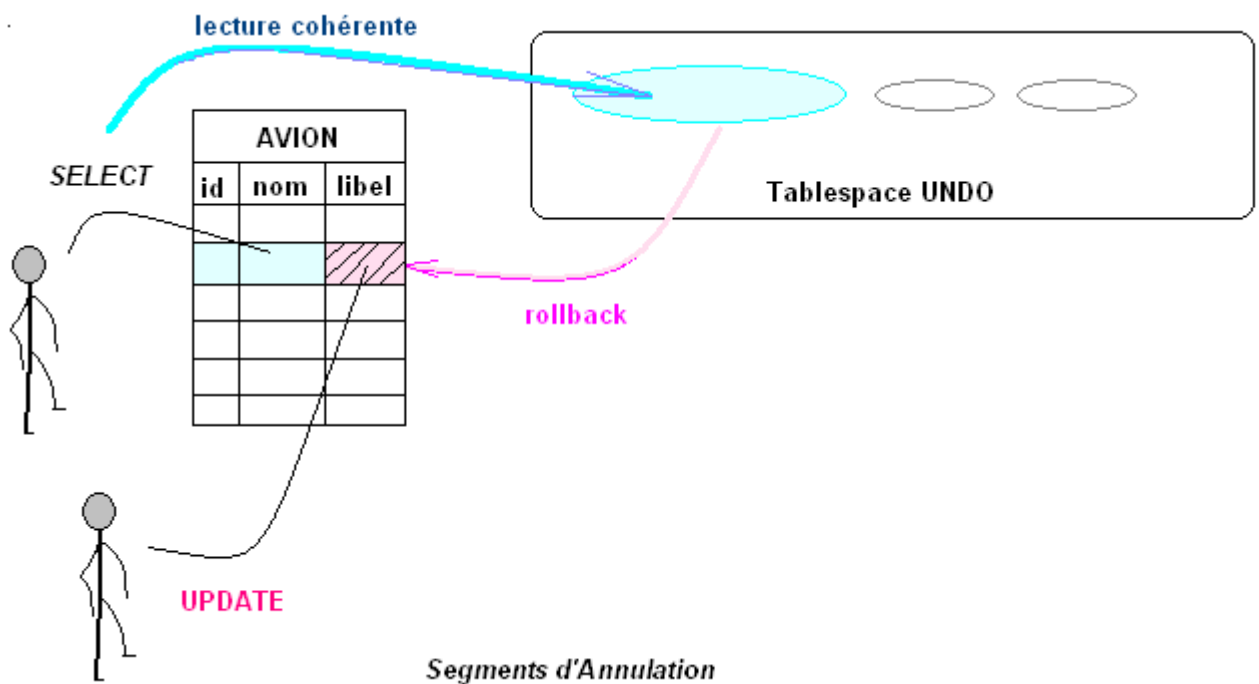 lecture cohérente
AVION
SELECT
id nom libel
Tablespace UNDO
rollback
UPDATE
Segments d'Annulation